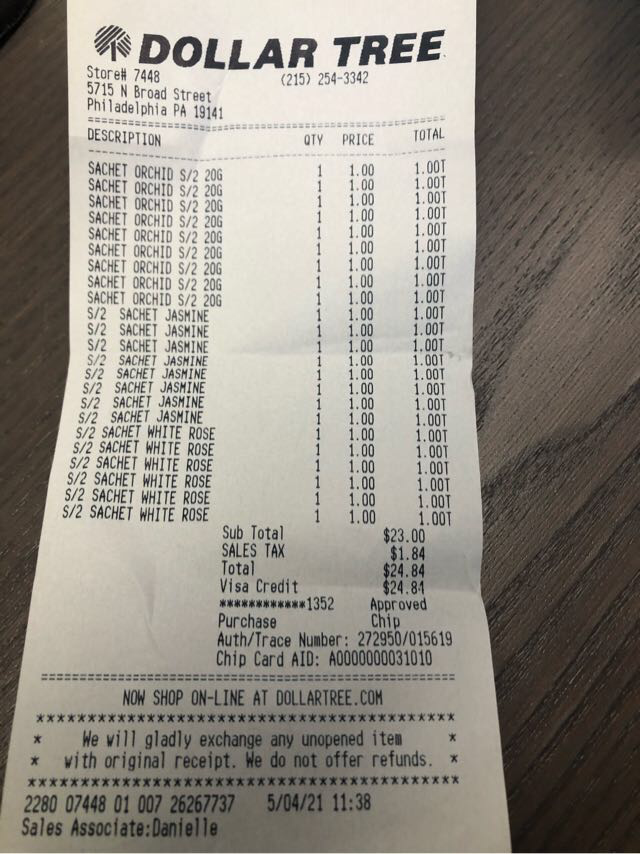 DOLLAR TREE
Store# 7448 (215) 254-3342
5715 N Broad Street
Philadelphia PA 19141
================================================
DESCRIPTION QTY PRICE TOTAL
================================================
SACHET ORCHID S/2 20G 1 1.00 1.00T
SACHET ORCHID S/2 20G 1 1.00 1.00T
SACHET ORCHID S/2 20G 1 1.00 1.00T
SACHET ORCHID S/2 20G 1 1.00 1.00T
SACHET ORCHID S/2 20G 1 1.00 1.00T
SACHET ORCHID S/2 20G 1 1.00 1.00T
SACHET ORCHID S/2 20G 1 1.00 1.00T
SACHET ORCHID S/2 20G 1 1.00 1.00T
SACHET ORCHID S/2 20G 1 1.00 1.00T
S/2 SACHET JASMINE 1 1.00 1.00T
S/2 SACHET JASMINE 1 1.00 1.00T
S/2 SACHET JASMINE 1 1.00 1.00T
S/2 SACHET JASMINE 1 1.00 1.00T
S/2 SACHET JASMINE 1 1.00 1.00T
S/2 SACHET JASMINE 1 1.00 1.00T
S/2 SACHET JASMINE 1 1.00 1.00T
S/2 SACHET JASMINE 1 1.00 1.00T
S/2 SACHET WHITE ROSE 1 1.00 1.00T
S/2 SACHET WHITE ROSE 1 1.00 1.00T
S/2 SACHET WHITE ROSE 1 1.00 1.00T
S/2 SACHET WHITE ROSE 1 1.00 1.00T
S/2 SACHET WHITE ROSE 1 1.00 1.00T
S/2 SACHET WHITE ROSE 1 1.00 1.00T
Sub Total $23.00
SALES TAX $1.84
Total $24.84
Visa Credit $24.84
************1352 Approved
Purchase Chip
Auth/Trace Number: 272950/015619
Chip Card AID: A0000000031010
================================================
NOW SHOP ON-LINE AT DOLLARTREE.COM
************************************************
* We will gladly exchange any unopened item *
* with original receipt. We do not offer refunds. *
************************************************
2280 07448 01 007 26267737 5/04/21 11:38
Sales Associate:Danielle